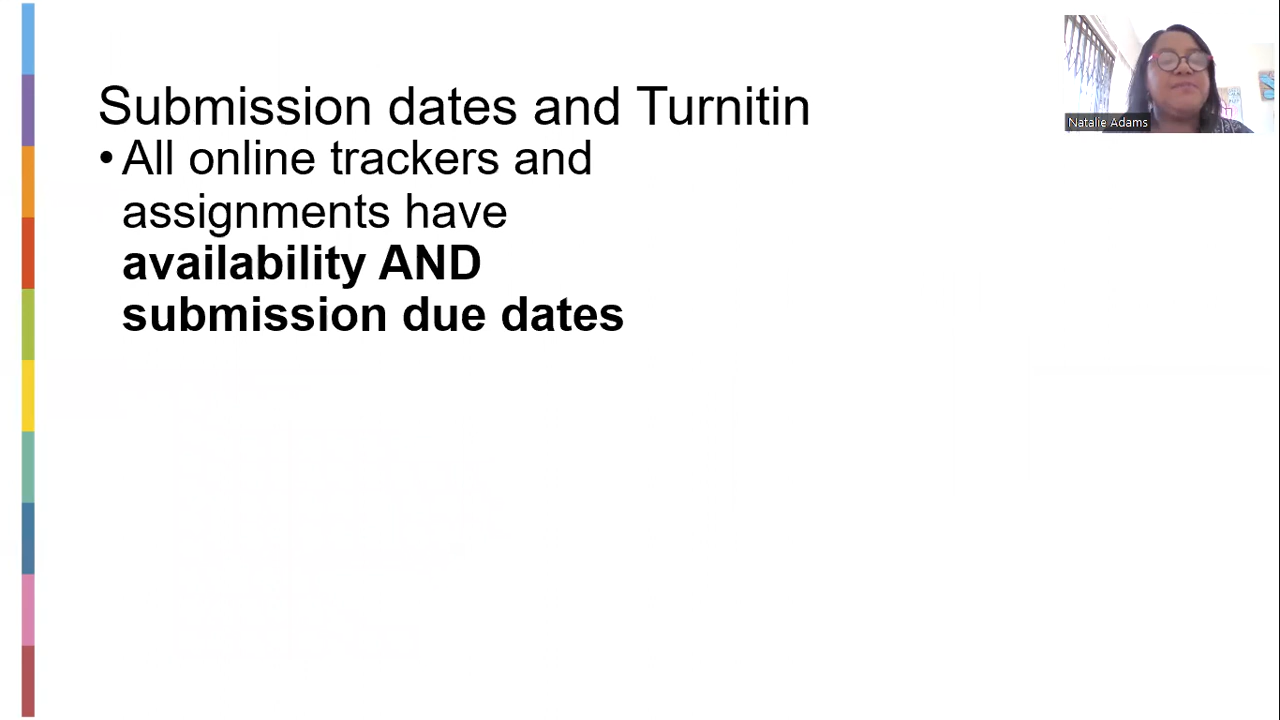 Submission dates and Turnitin
• All online trackers and
assignments have
availability AND
submission due dates
Natalie Adams